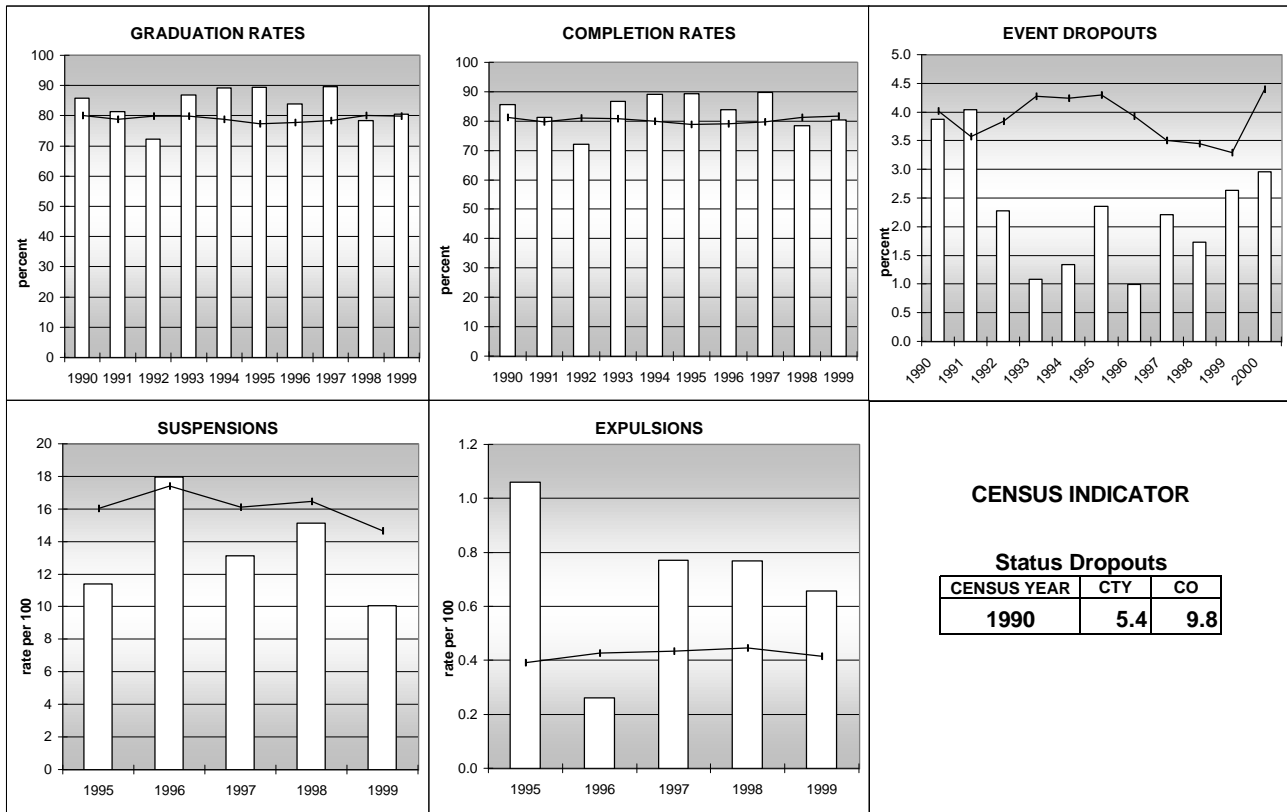 GRADUATION RATES
100
90
80
70
60
50
40
30
20
10
0
percent
1990 1991 1992 1993 1994 1995 1996 1997 1998 1999
COMPLETION RATES
100
90
80
70
60
50
40
30
20
10
0
percent
1990 1991 1992 1993 1994 1995 1996 1997 1998 1999
EVENT DROPOUTS
5.0
4.5
4.0
3.5
3.0
2.5
2.0
1.5
1.0
0.5
0.0
percent
1990 1991 1992 1993 1994 1995 1996 1997 1998 1999 2000
SUSPENSIONS
20
18
16
14
12
10
8
6
4
2
0
rate per 100
1995 1996 1997 1998 1999
EXPULSIONS
1.2
1.0
0.8
0.6
0.4
0.2
0.0
rate per 100
1995 1996 1997 1998 1999
CENSUS INDICATOR
Status Dropouts
CENSUS YEAR CTY CO
1990 5.4 9.8